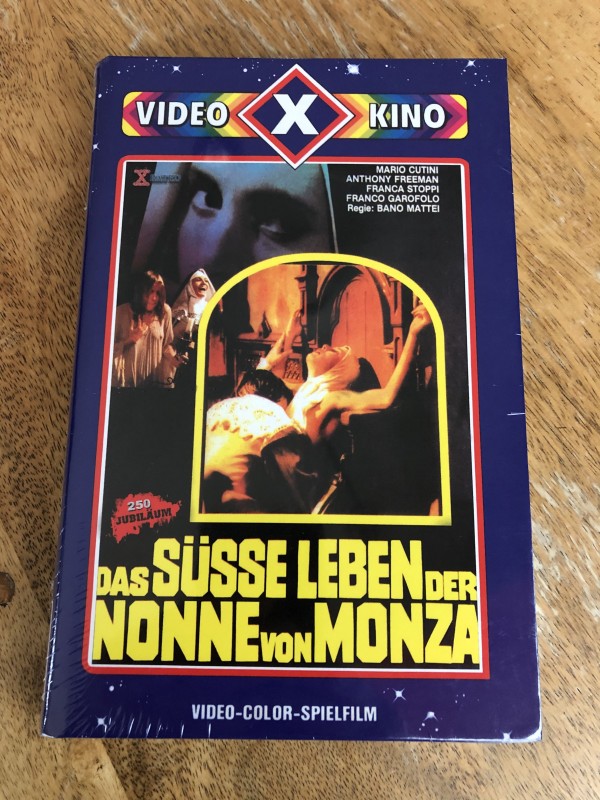 VIDEO X KINO
X
MARIO CUTINI
ANTHONY FREEMAN
FRANCA STOPPI
FRANCO GAROFOLO
Regie: BANO MATTEI
250
JUBILÄUM
DAS SÜSSE LEBEN DER
NONNE VON MONZA
VIDEO-COLOR-SPIELFILM